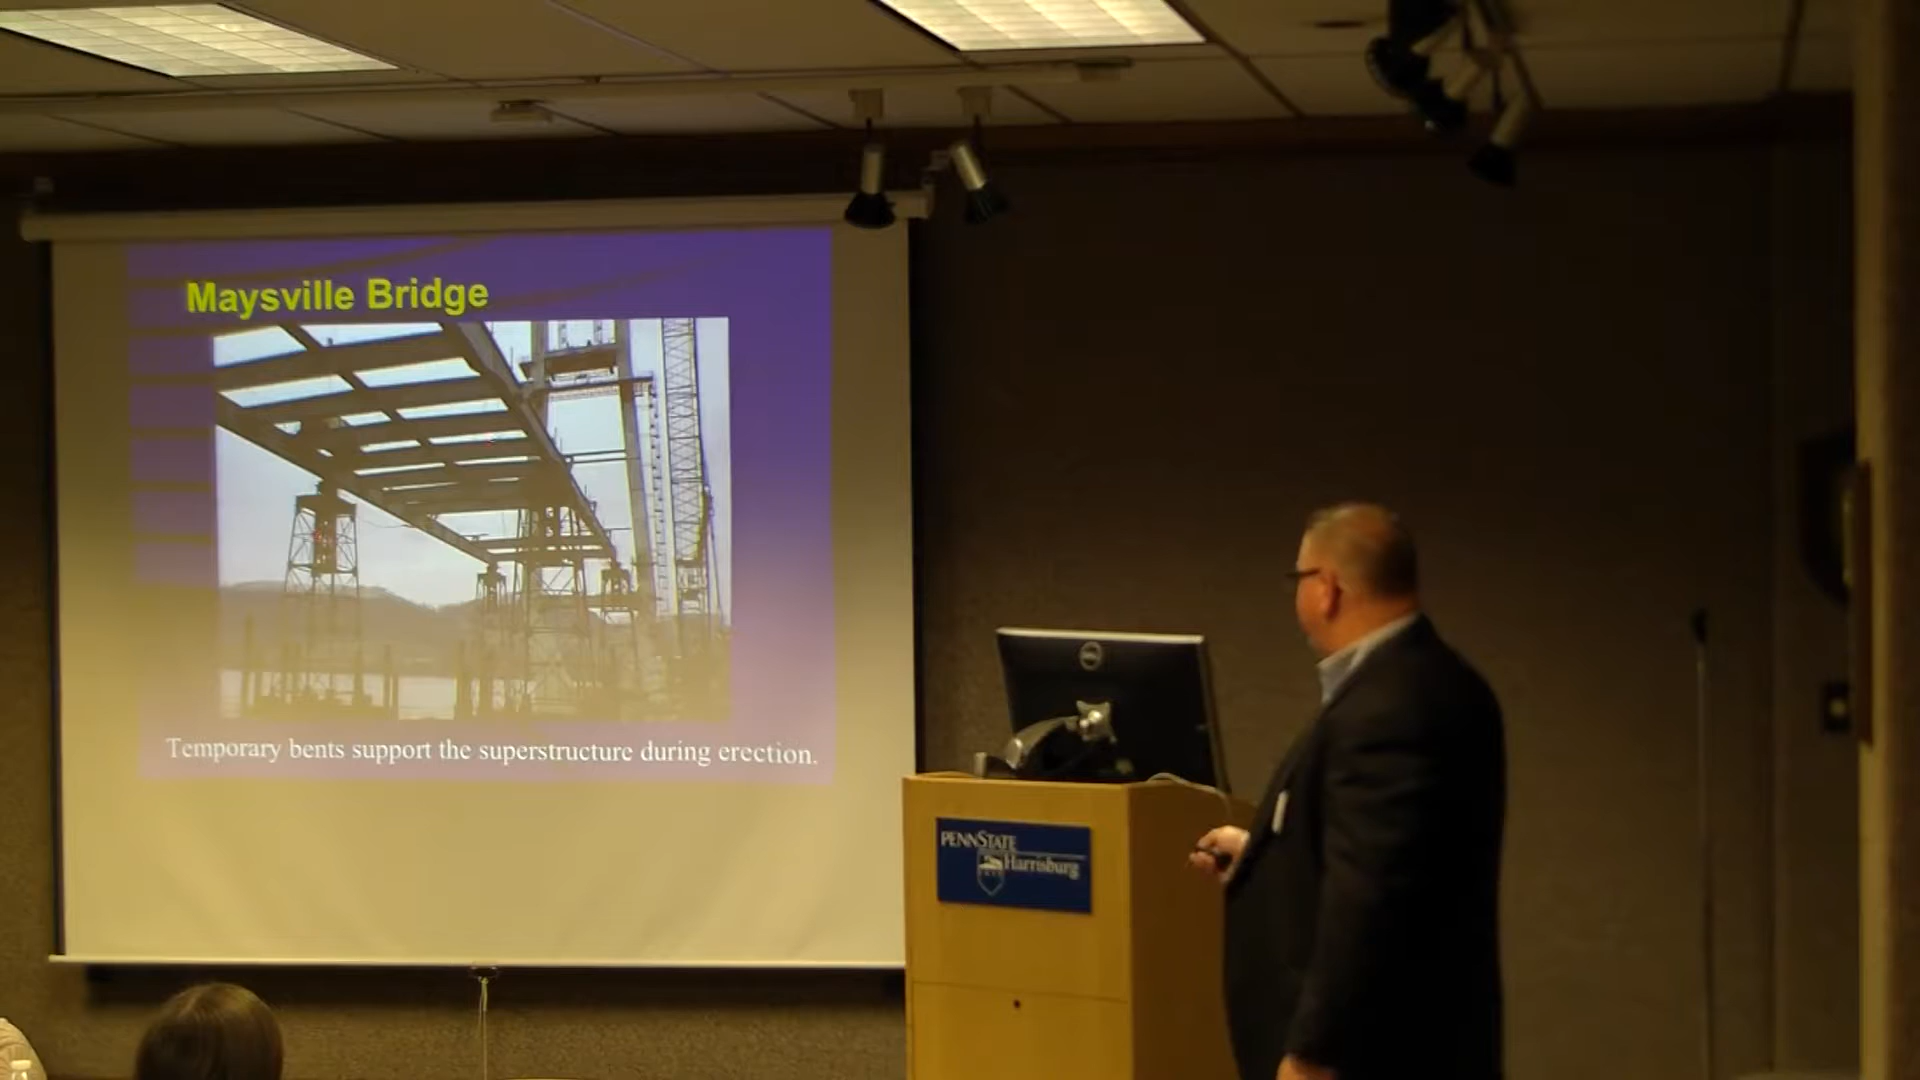 Maysville Bridge
Temporary bents support the superstructure during erection.
PENNSTATE
Harrisburg